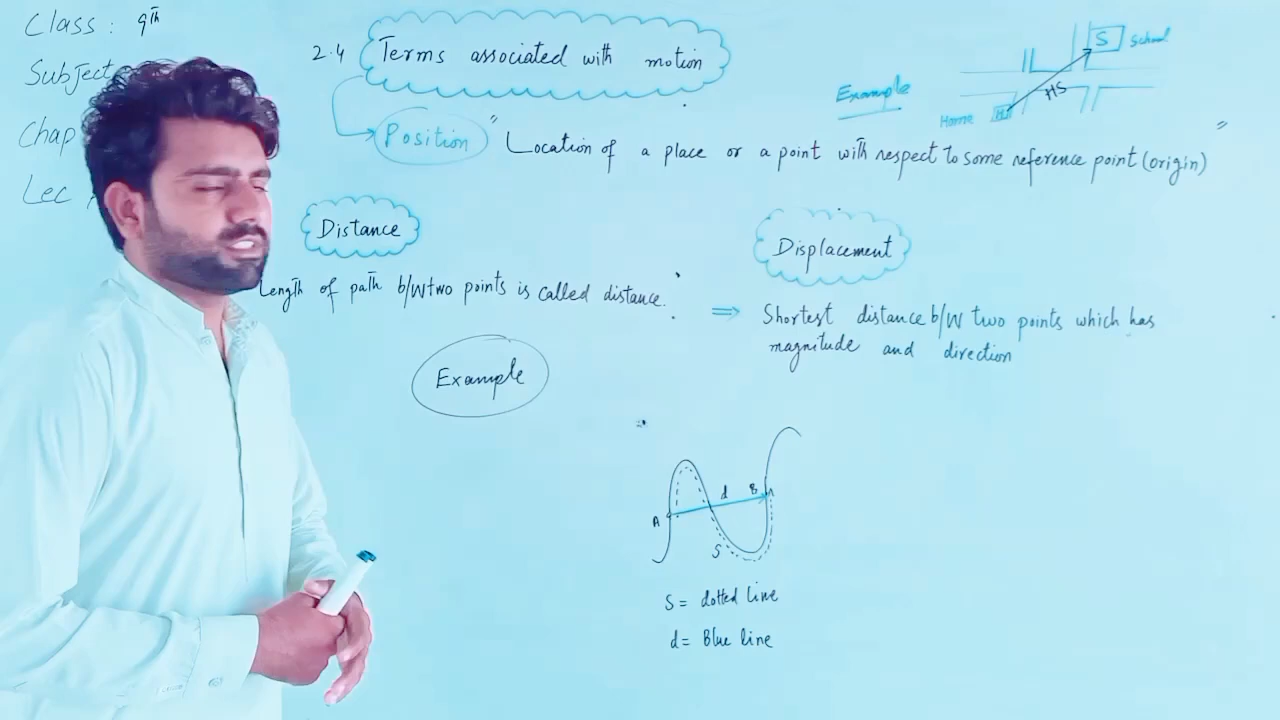 Class: 9th
Subject
Chap
Lec
2.4 Terms associated with motion
Example
S School
HS
Home H
Position " Location of a place or a point with respect to some reference point (origin) "
Distance
Length of path b/W two points is called distance.
Displacement
⇒ Shortest distance b/W two points which has
magnitude and direction
Example
A d B
S
S = dotted line
d = Blue line